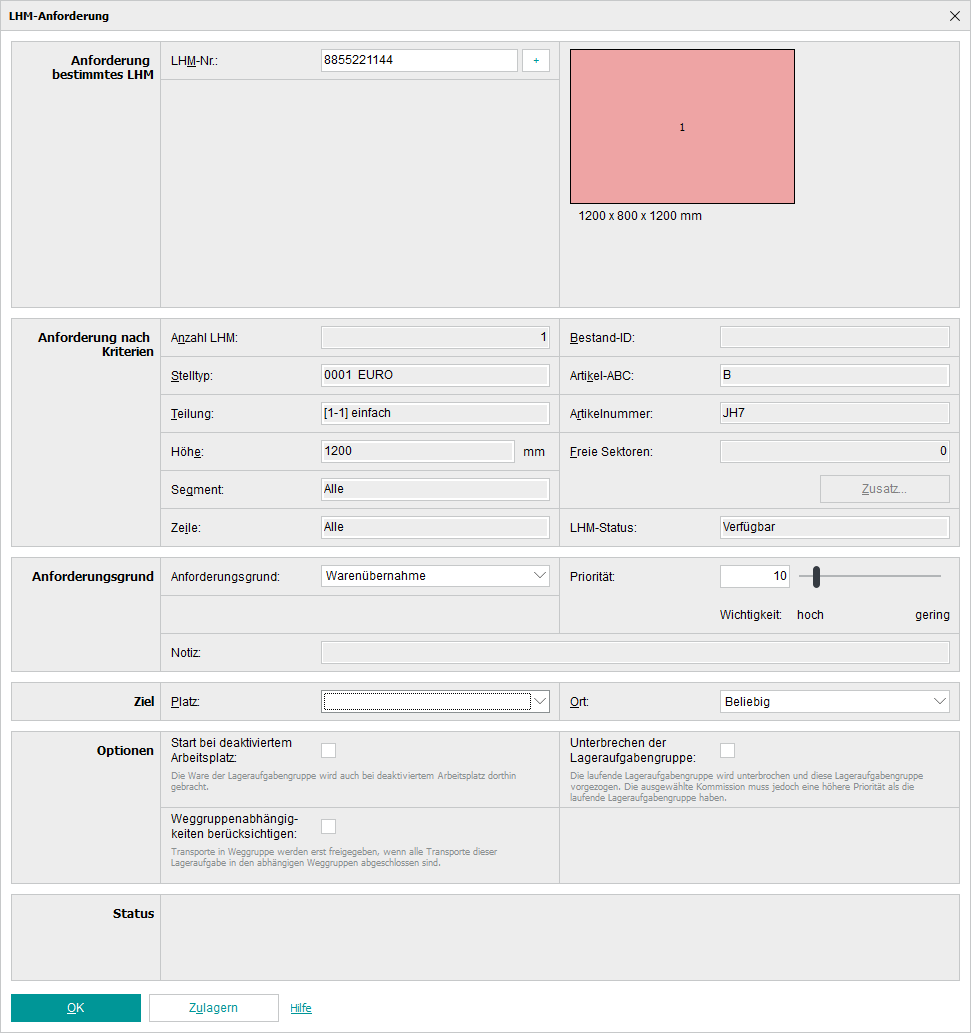 LHM-Anforderung
Anforderung
bestimmtes LHM
LHM-Nr.: 8855221144 +
1
1200 x 800 x 1200 mm
Anforderung nach
Kriterien
Anzahl LHM: 1
Bestand-ID:
Stelltyp: 0001 EURO
Artikel-ABC: B
Teilung: [1-1] einfach
Artikelnummer: JH7
Höhe: 1200 mm
Freie Sektoren: 0
Segment: Alle
Zusatz...
Zeile: Alle
LHM-Status: Verfügbar
Anforderungsgrund
Anforderungsgrund: Warenübernahme
Priorität: 10
Wichtigkeit: hoch gering
Notiz:
Ziel
Platz:
Ort: Beliebig
Optionen
Start bei deaktiviertem
Arbeitsplatz:
Die Ware der Lageraufgabengruppe wird auch bei deaktiviertem Arbeitsplatz dorthin
gebracht.
Unterbrechen der
Lageraufgabengruppe:
Die laufende Lageraufgabengruppe wird unterbrochen und diese Lageraufgabengruppe
vorgezogen. Die ausgewählte Kommission muss jedoch eine höhere Priorität als die
laufende Lageraufgabengruppe haben.
Weggruppenabhängig-
keiten berücksichtigen:
Transporte in Weggruppe werden erst freigegeben, wenn alle Transporte dieser
Lageraufgabe in den abhängigen Weggruppen abgeschlossen sind.
Status
OK Zulagern Hilfe